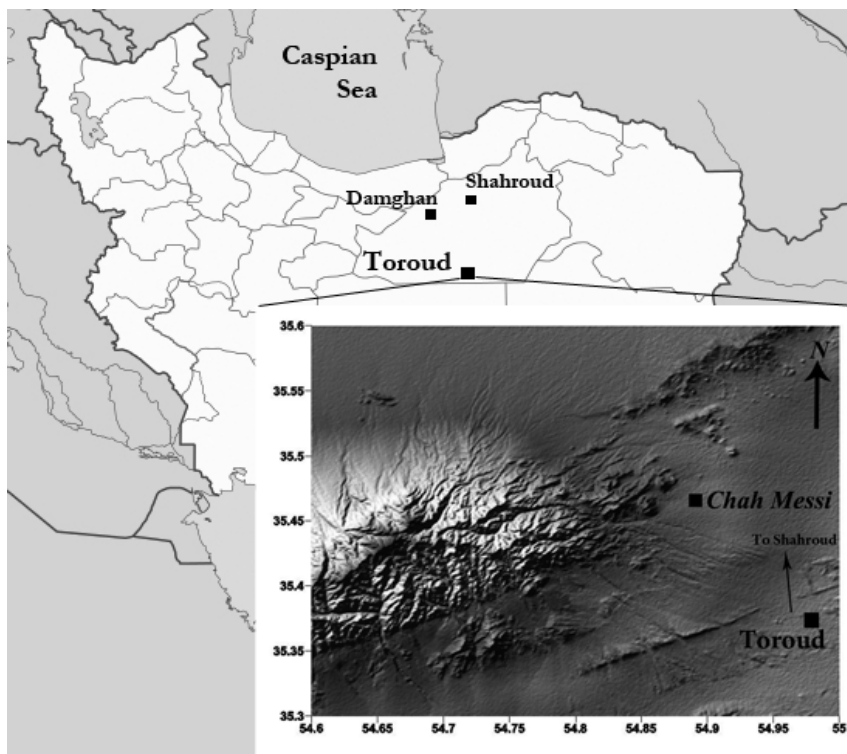 Caspian
Sea
Shahroud
Damghan
Toroud
35.6
N
35.55
35.5
Chah Messi
35.45
To Shahroud
35.4
Toroud
35.35
35.3
54.6 54.65 54.7 54.75 54.8 54.85 54.9 54.95 55